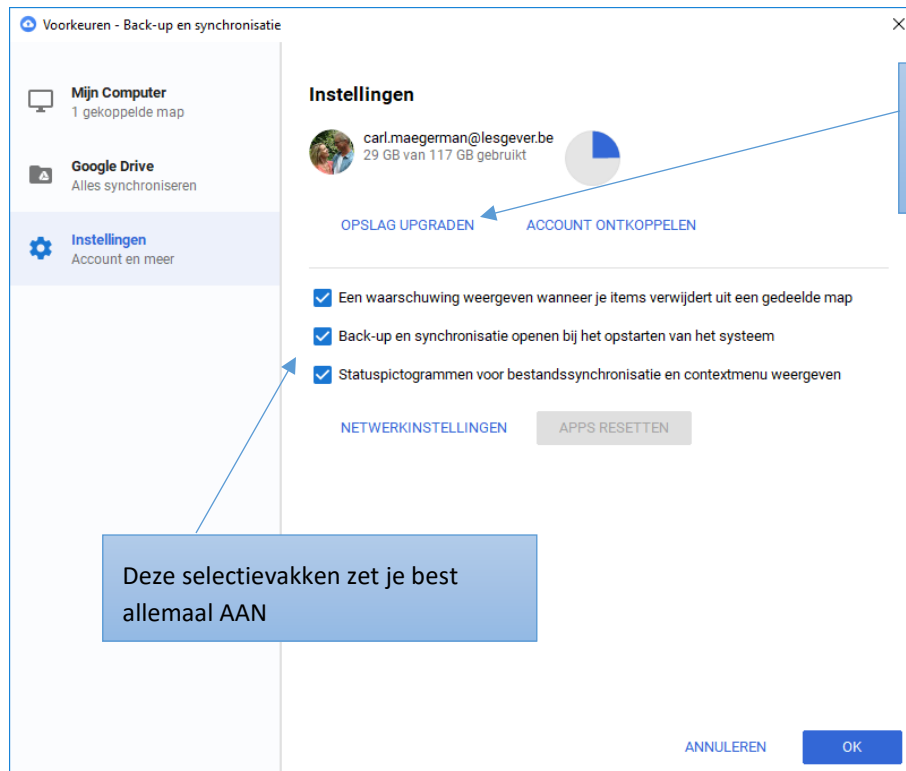 Voorkeuren - Back-up en synchronisatie
Mijn Computer
1 gekoppelde map
Google Drive
Alles synchroniseren
Instellingen
Account en meer
Instellingen
carl.maegerman@lesgever.be
29 GB van 117 GB gebruikt
OPSLAG UPGRADEN
ACCOUNT ONTKOPPELEN
Een waarschuwing weergeven wanneer je items verwijdert uit een gedeelde map
Back-up en synchronisatie openen bij het opstarten van het systeem
Statuspictogrammen voor bestandssynchronisatie en contextmenu weergeven
NETWERKINSTELLINGEN
APPS RESETTEN
Deze selectievakken zet je best
allemaal AAN
ANNULEREN
OK